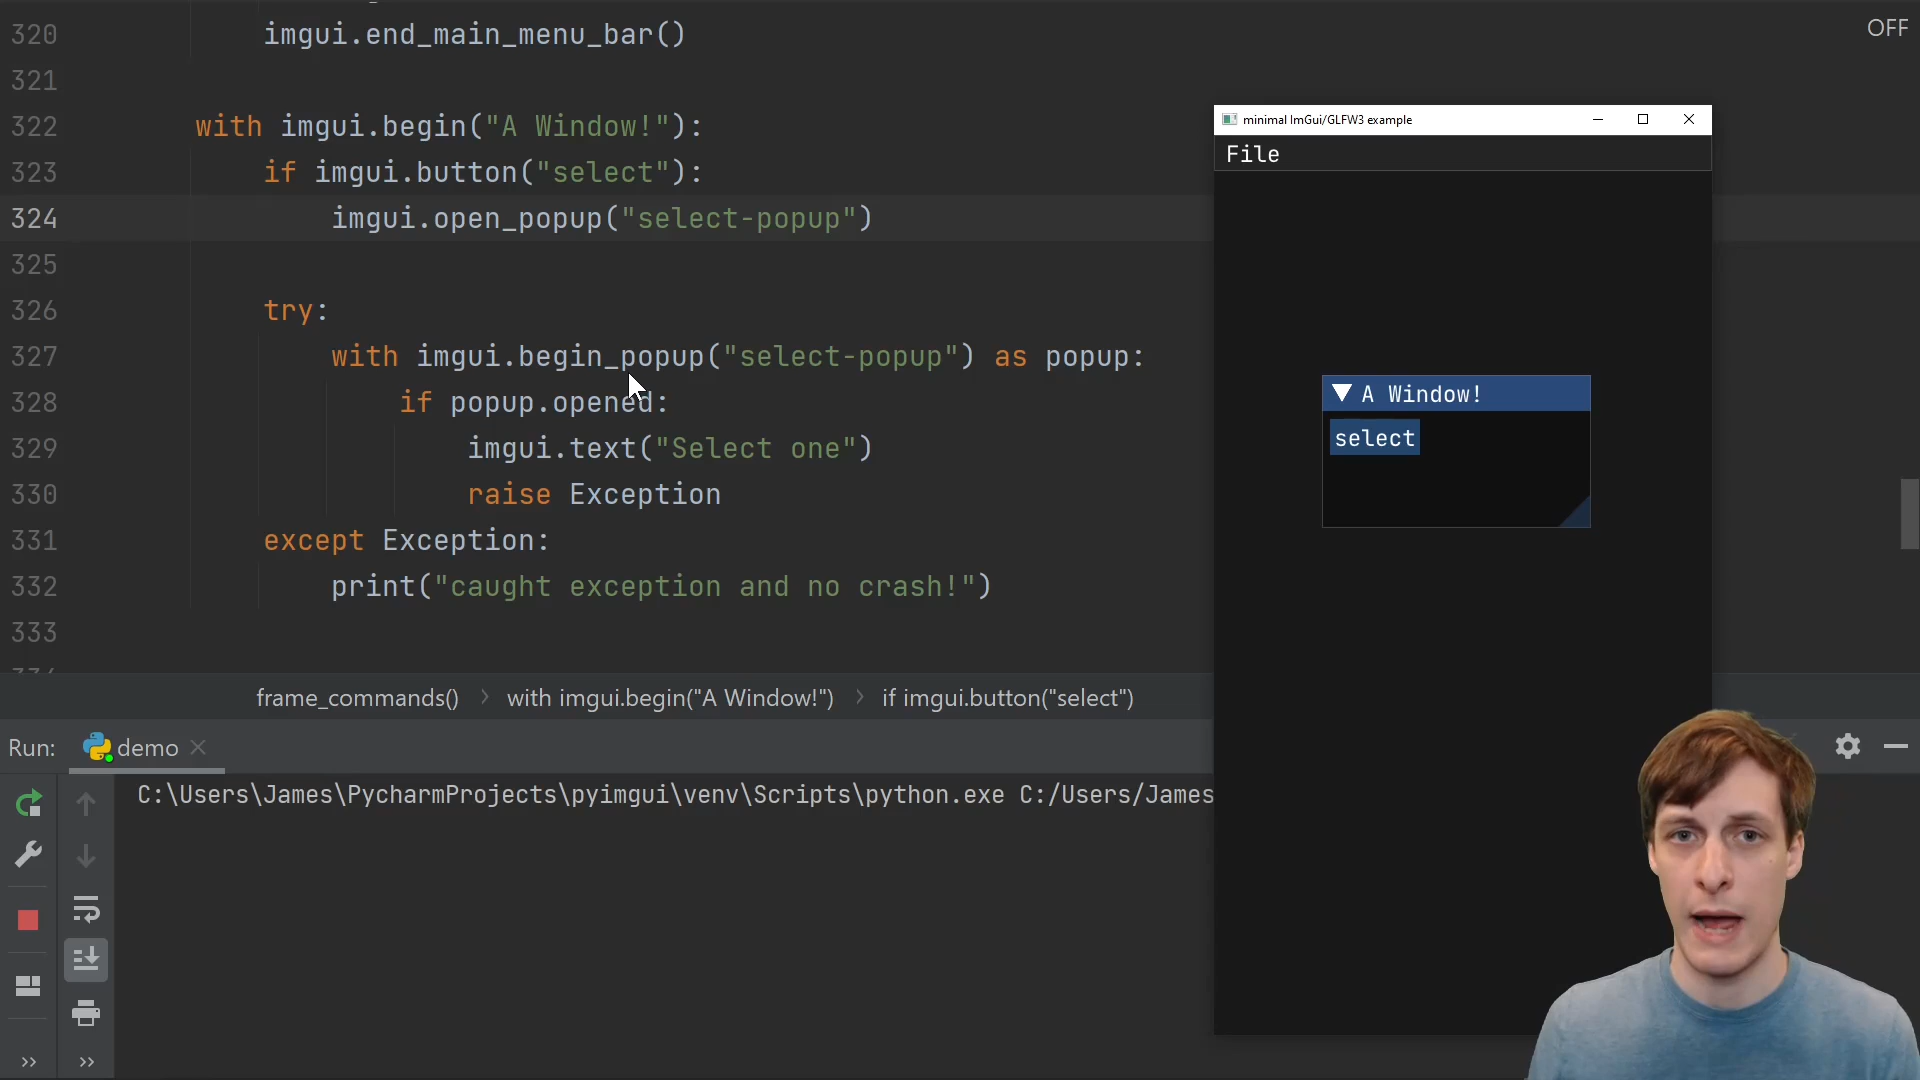 320 imgui.end_main_menu_bar()
OFF
321
322 with imgui.begin("A Window!"):
323 if imgui.button("select"):
324 imgui.open_popup("select-popup")
325
326 try:
327 with imgui.begin_popup("select-popup") as popup:
328 if popup.opened:
329 imgui.text("Select one")
330 raise Exception
331 except Exception:
332 print("caught exception and no crash!")
333
minimal ImGui/GLFW3 example
File
A Window!
select
frame_commands() > with imgui.begin("A Window!") > if imgui.button("select")
Run: demo
C:\Users\James\PycharmProjects\pyimgui\venv\Scripts\python.exe C:/Users/James